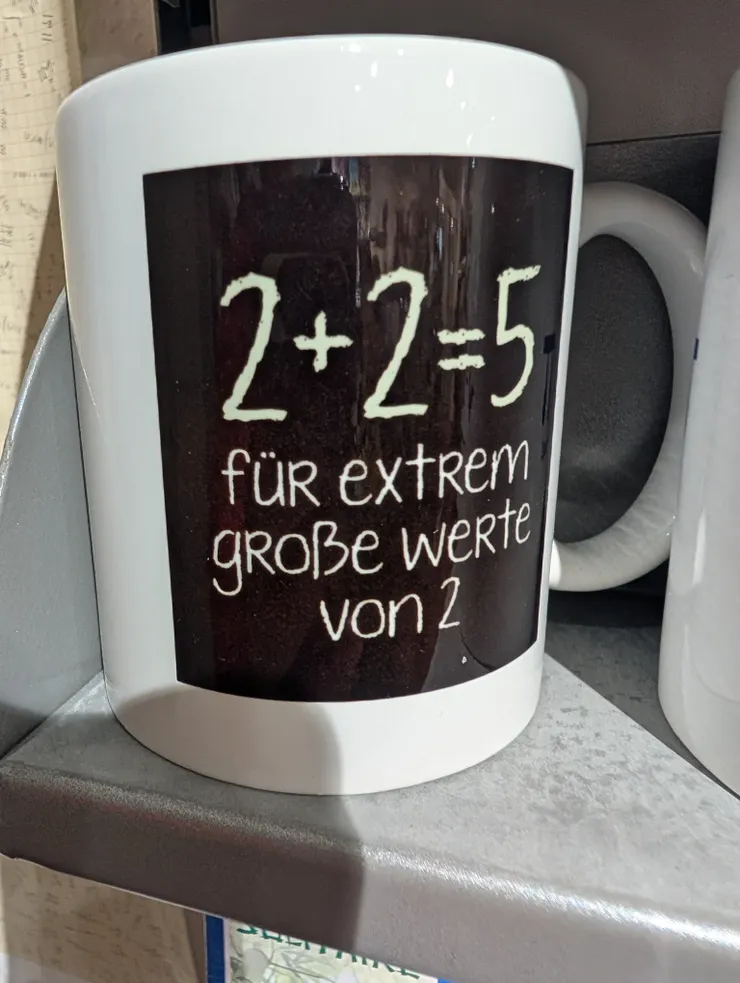 2+2=5
für extrem
große werte
von 2